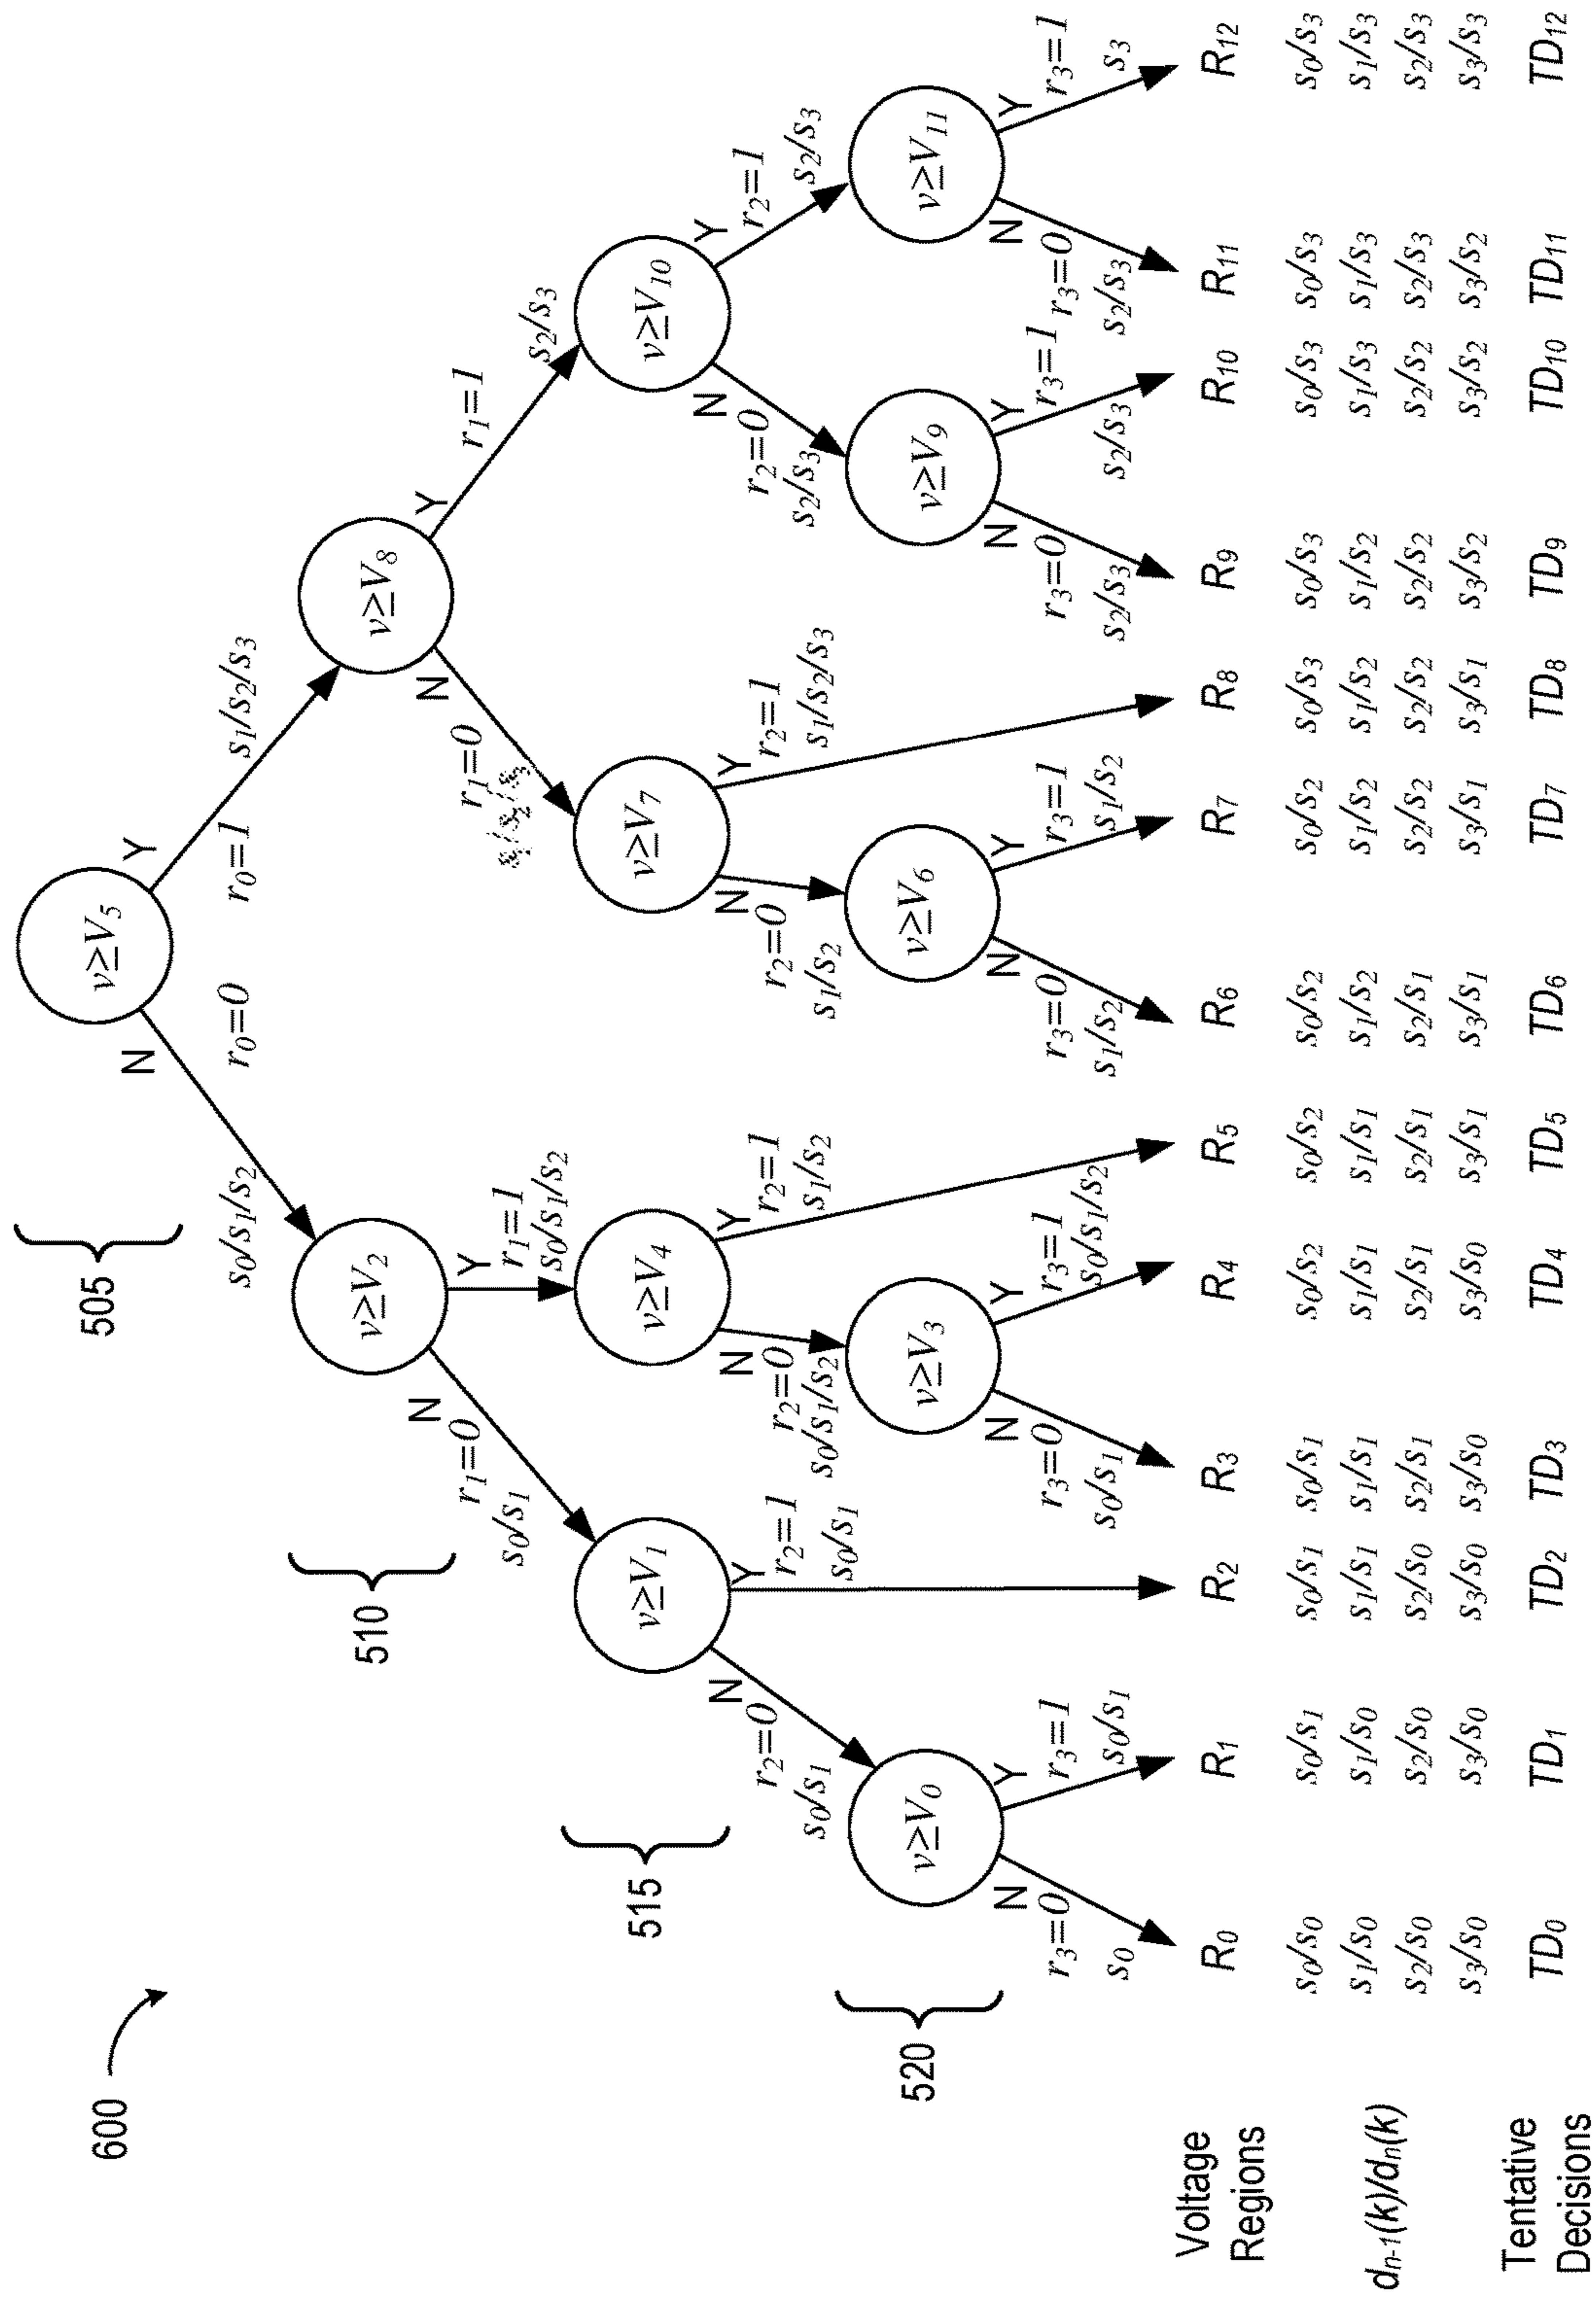 600
505
510
515
520
v≥V5
N
Y
r0=0
s0/s1/s2
r0=1
s1/s2/s3
v≥V2
N
Y
r1=0
s0/s1
r1=1
s0/s1/s2
v≥V8
N
Y
r1=0
r1=1
s2/s3
v≥V1
N
Y
r2=0
s0/s1
r2=1
s0/s1
v≥V4
N
Y
r2=0
s0/s1/s2
r2=1
s1/s2
v≥V7
N
Y
r2=0
s1/s2
r2=1
s1/s2/s3
v≥V10
N
Y
r2=0
s2/s3
r2=1
s2/s3
v≥V0
N
Y
r3=0
s0
r3=1
s0/s1
v≥V3
N
Y
r3=0
s0/s1
r3=1
s0/s1/s2
v≥V6
N
Y
r3=0
s1/s2
r3=1
s1/s2
v≥V9
N
Y
r3=0
s2/s3
r3=1
s2/s3
v≥V11
N
Y
r3=0
s2/s3
r3=1
s3
Voltage
Regions
R0 R1 R2 R3 R4 R5 R6 R7 R8 R9 R10 R11 R12
dn-1(k)/dn(k)
s0/s0 s0/s1 s0/s1 s0/s1 s0/s2 s0/s2 s0/s2 s0/s2 s0/s3 s0/s3 s0/s3 s0/s3 s0/s3
s1/s0 s1/s0 s1/s1 s1/s1 s1/s1 s1/s1 s1/s2 s1/s2 s1/s2 s1/s2 s1/s3 s1/s3 s1/s3
s2/s0 s2/s0 s2/s0 s2/s1 s2/s1 s2/s1 s2/s1 s2/s2 s2/s2 s2/s2 s2/s2 s2/s3 s2/s3
s3/s0 s3/s0 s3/s0 s3/s0 s3/s0 s3/s1 s3/s1 s3/s1 s3/s1 s3/s2 s3/s2 s3/s2 s3/s3
Tentative
Decisions
TD0 TD1 TD2 TD3 TD4 TD5 TD6 TD7 TD8 TD9 TD10 TD11 TD12